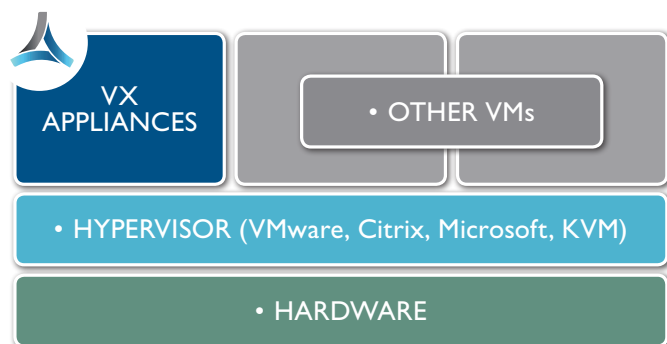 VX
APPLIANCES
• OTHER VMs
• HYPERVISOR (VMware, Citrix, Microsoft, KVM)
• HARDWARE